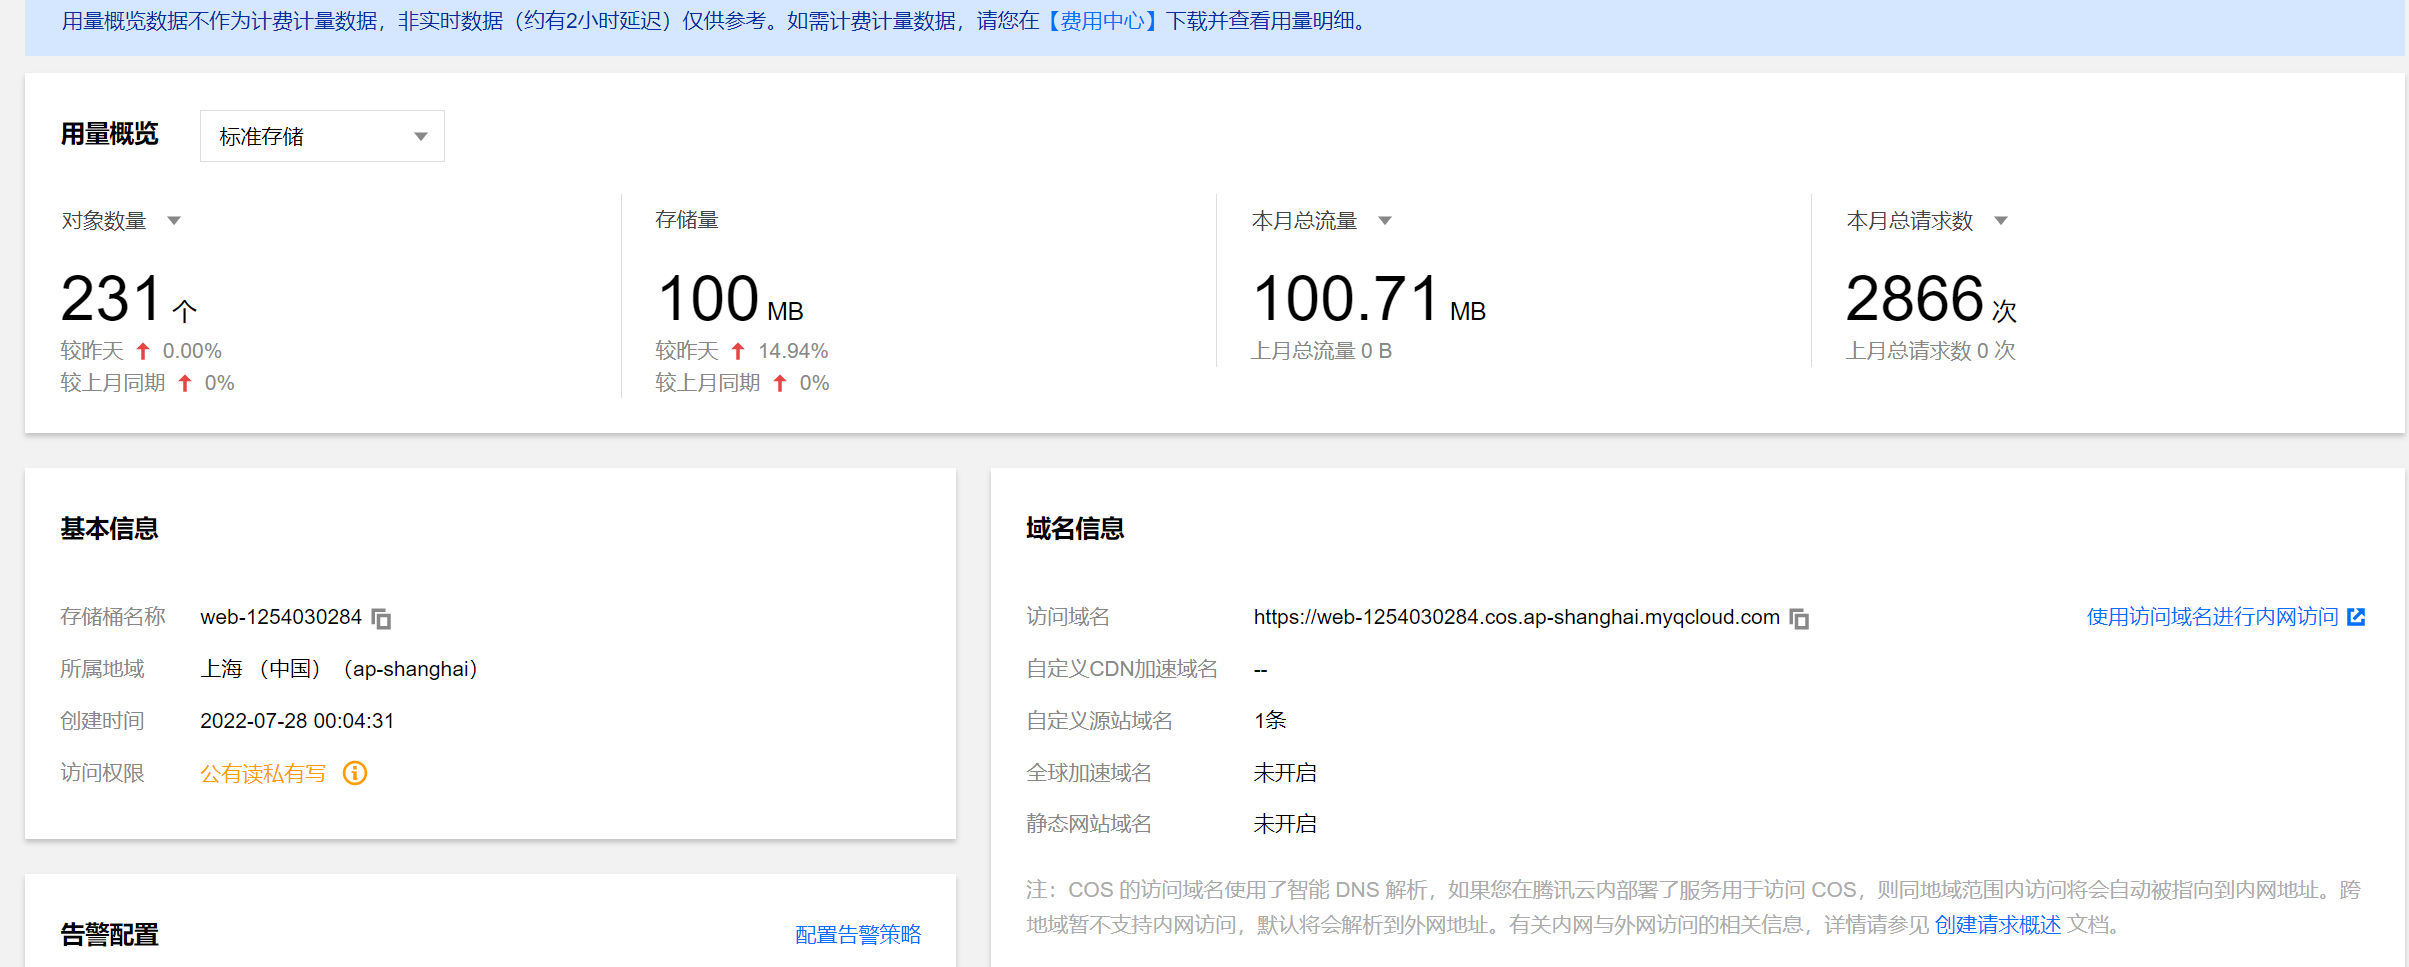 用量概览数据不作为计费计量数据，非实时数据（约有2小时延迟）仅供参考。如需计费计量数据，请您在【费用中心】下载并查看用量明细。
用量概览 标准存储
对象数量 存储量 本月总流量 本月总请求数
231 个 100 MB 100.71 MB 2866 次
较昨天 ↑ 0.00% 较昨天 ↑ 14.94% 上月总流量 0 B 上月总请求数 0 次
较上月同期 ↑ 0% 较上月同期 ↑ 0%
基本信息
存储桶名称 web-1254030284
所属地域 上海 （中国）（ap-shanghai）
创建时间 2022-07-28 00:04:31
访问权限 公有读私有写
告警配置 配置告警策略
域名信息
访问域名 https://web-1254030284.cos.ap-shanghai.myqcloud.com 使用访问域名进行内网访问
自定义CDN加速域名 --
自定义源站域名 1条
全球加速域名 未开启
静态网站域名 未开启
注：COS 的访问域名使用了智能 DNS 解析，如果您在腾讯云内部署了服务用于访问 COS，则同地域范围内访问将会自动被指向到内网地址。跨
地域暂不支持内网访问，默认将会解析到外网地址。有关内网与外网访问的相关信息，详情请参见 创建请求概述 文档。